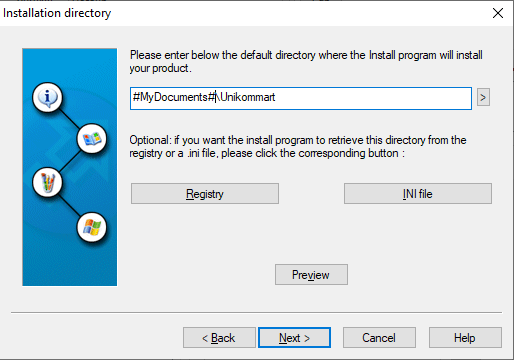 Installation directory
Please enter below the default directory where the Install program will install
your product.
#MyDocuments#\Unikommart
>
Optional: if you want the install program to retrieve this directory from the
registry or a .ini file, please click the corresponding button :
Registry
INI file
Preview
< Back
Next >
Cancel
Help